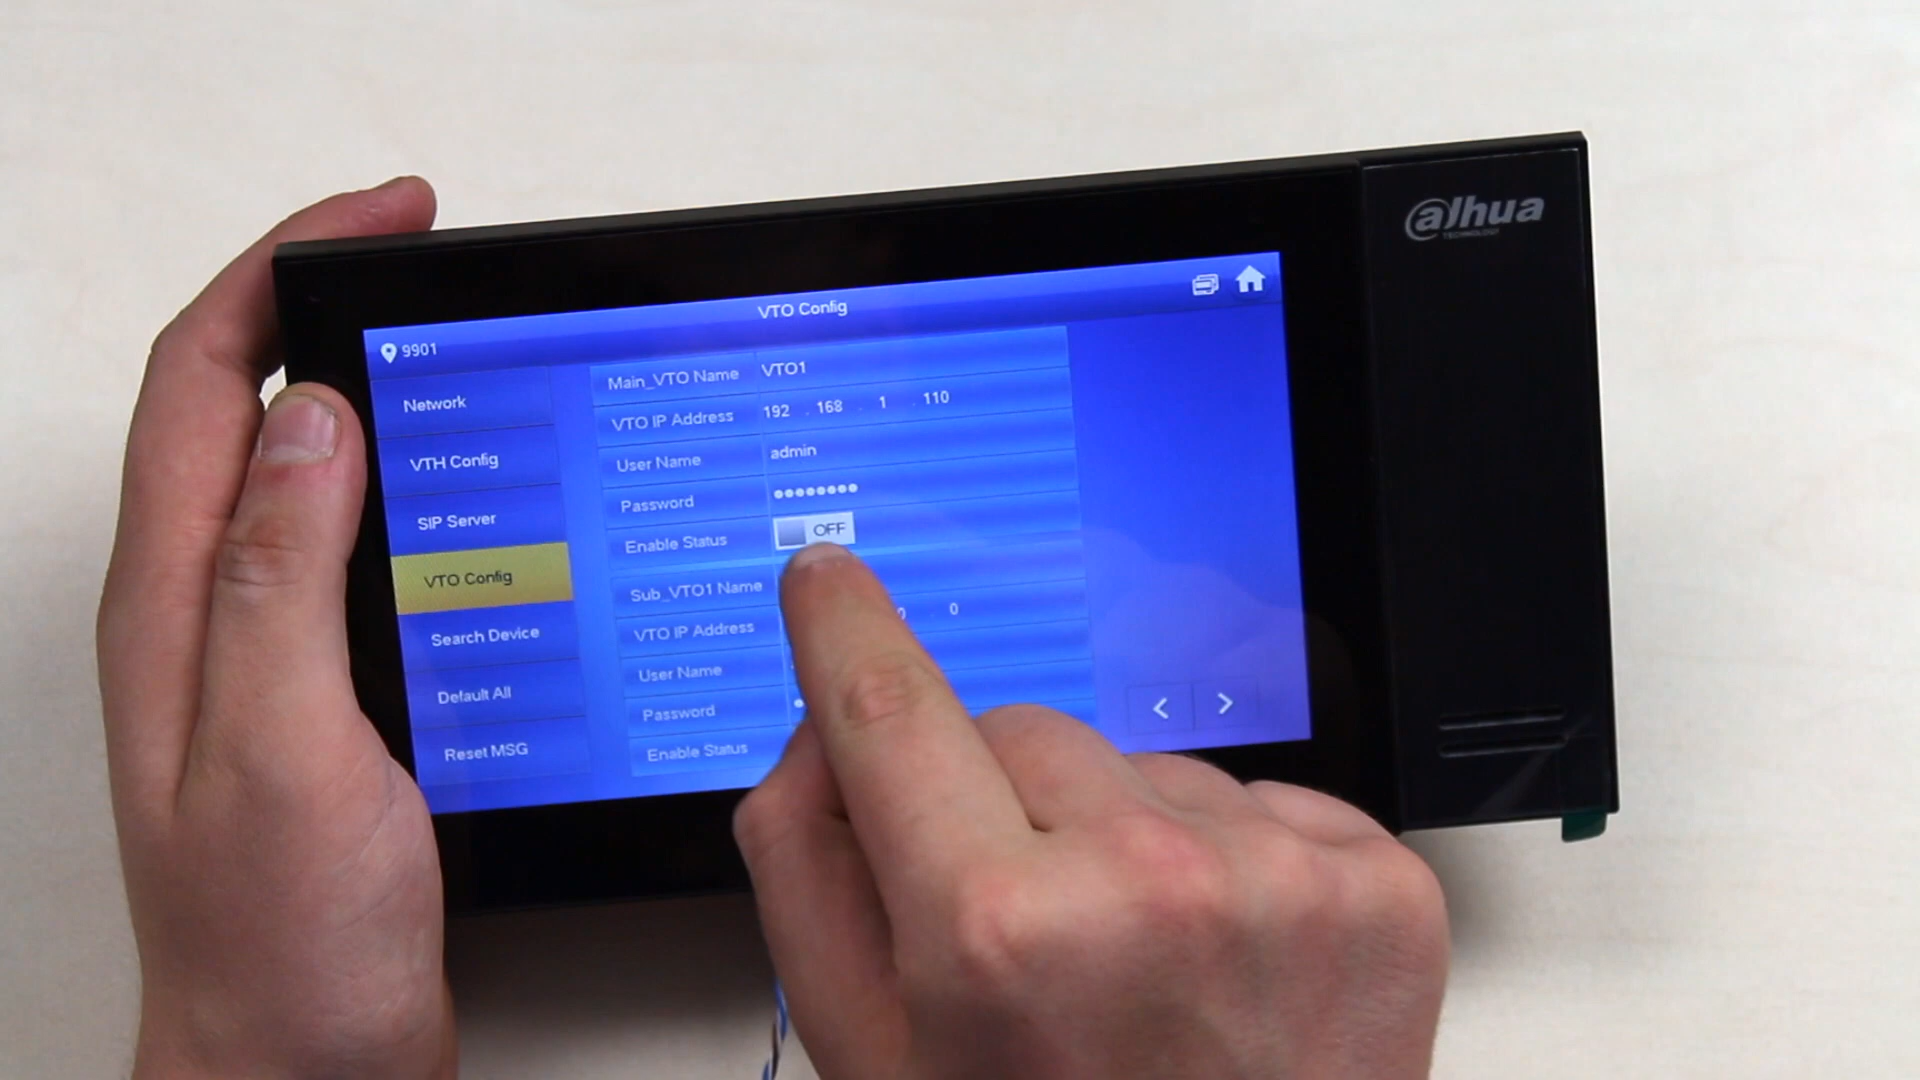 alhua
TECHNOLOGY
VTO Config
9901
Network
VTH Config
SIP Server
VTO Config
Search Device
Default All
Reset MSG
Main_VTO Name VTO1
VTO IP Address 192 . 168 . 1 . 110
User Name admin
Password ••••••••
Enable Status OFF
Sub_VTO1 Name
VTO IP Address 0 . 0
User Name
Password
Enable Status